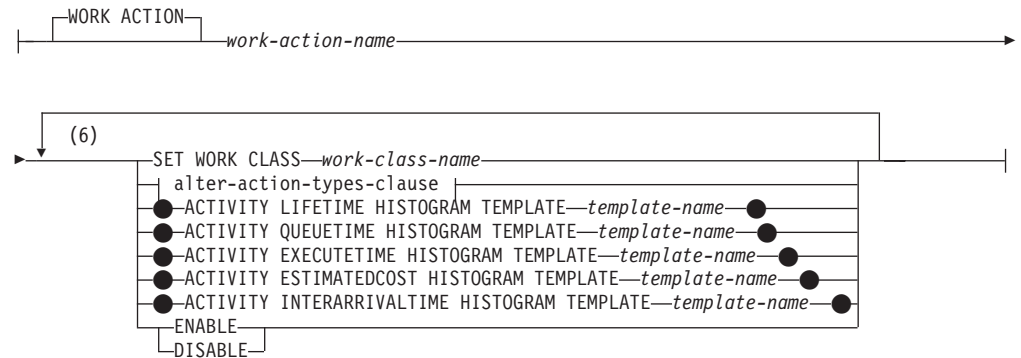 WORK ACTION
work-action-name
(6)
SET WORK CLASS work-class-name
alter-action-types-clause
ACTIVITY LIFETIME HISTOGRAM TEMPLATE template-name
ACTIVITY QUEUETIME HISTOGRAM TEMPLATE template-name
ACTIVITY EXECUTETIME HISTOGRAM TEMPLATE template-name
ACTIVITY ESTIMATEDCOST HISTOGRAM TEMPLATE template-name
ACTIVITY INTERARRIVALTIME HISTOGRAM TEMPLATE template-name
ENABLE
DISABLE